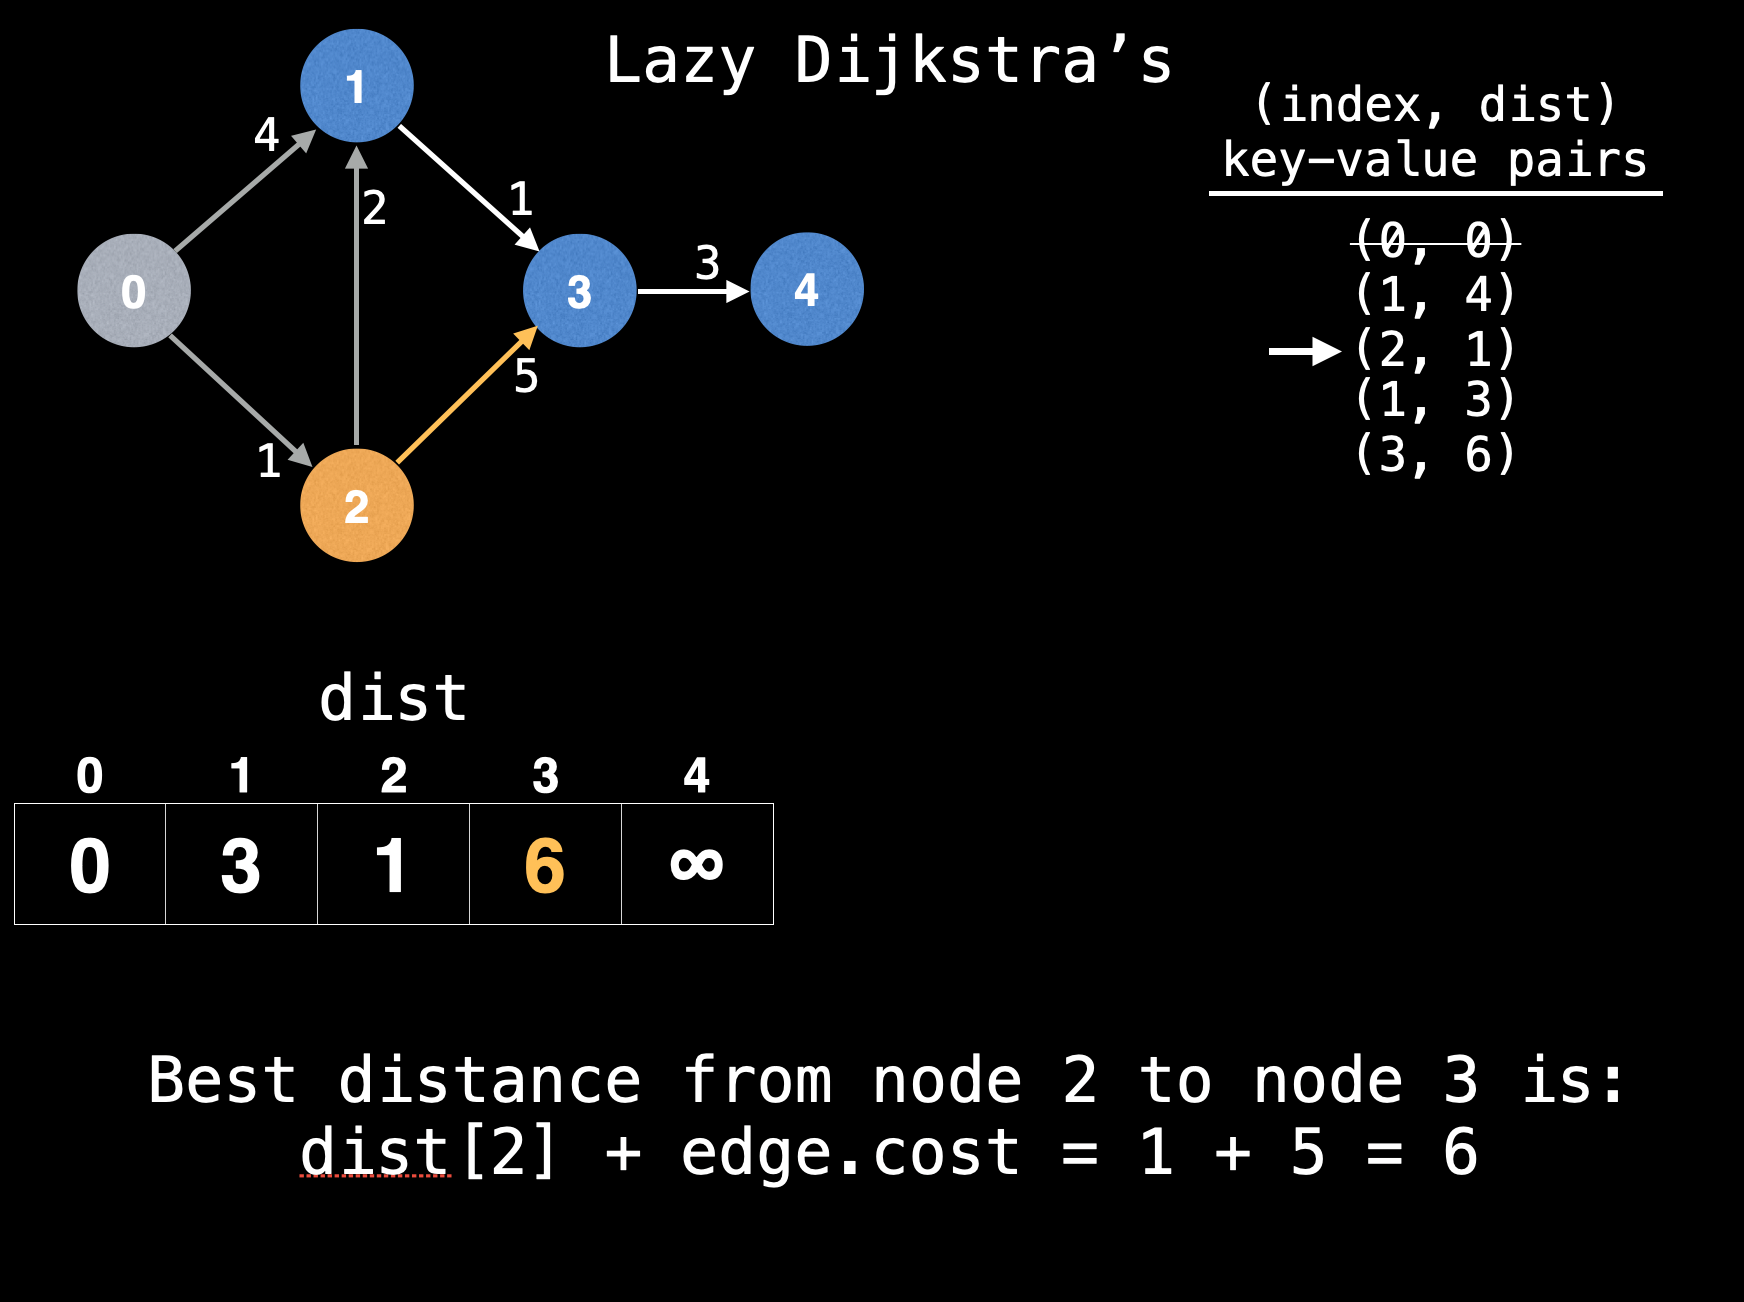 Lazy Dijkstra’s
(index, dist)
key-value pairs
(0, 0)
(1, 4)
(2, 1)
(1, 3)
(3, 6)
1
4
2
1
0
3
3
4
5
1
2
dist
0 1 2 3 4
0 3 1 6 ∞
Best distance from node 2 to node 3 is:
dist[2] + edge.cost = 1 + 5 = 6